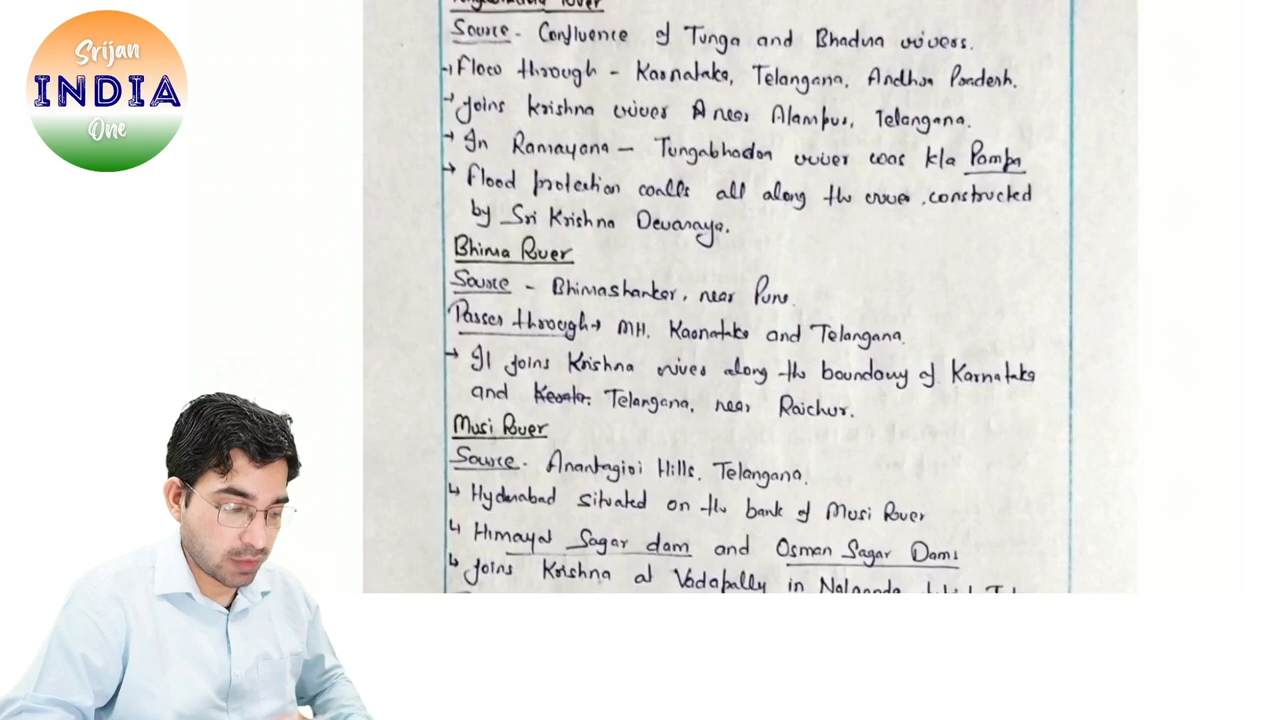 Srijan
INDIA
One
Source - Confluence of Tunga and Bhadra rivers.
→ Flow through - Karnataka, Telangana, Andhra Pradesh.
→ joins Krishna river near Alampur, Telangana.
→ In Ramayana - Tungabhadra river was kla Pampa
→ flood protection walls all along the river, constructed
by Sri Krishna Devaraya.
Bhima River
Source - Bhimashanker, near Pune.
Passes through → MH. Karnataka and Telangana.
→ It joins Krishna river along the boundary of Karnataka
and Kerala, Telangana, near Raichur.
Musi River
Source - Anantagiri Hills, Telangana.
↳ Hyderabad situated on the bank of Musi River
↳ Himayat Sagar dam and Osman Sagar Dams
↳ joins Krishna at Vadapally in